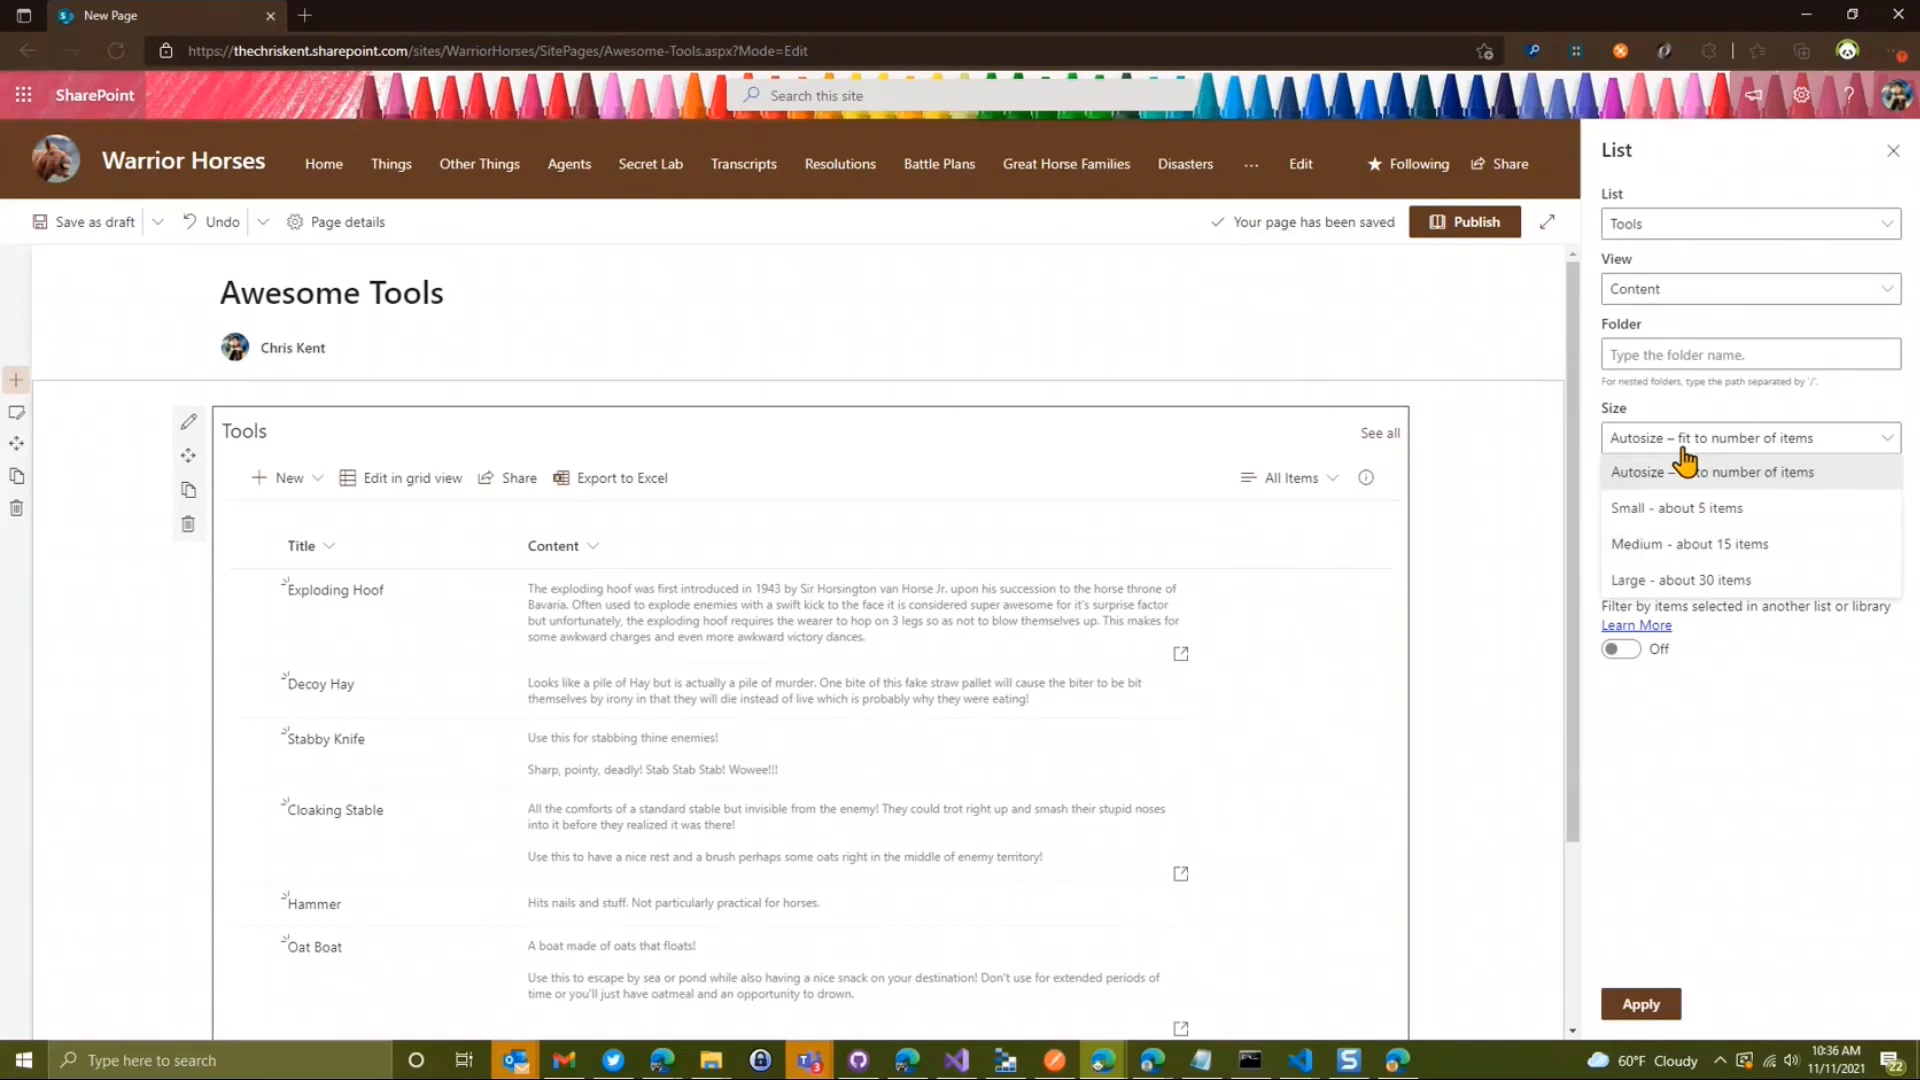 New Page
https://thechriskent.sharepoint.com/sites/WarriorHorses/SitePages/Awesome-Tools.aspx?Mode=Edit
SharePoint
Search this site
Warrior Horses
Home
Things
Other Things
Agents
Secret Lab
Transcripts
Resolutions
Battle Plans
Great Horse Families
Disasters
...
Edit
Following
Share
Save as draft
Undo
Page details
Your page has been saved
Publish
Awesome Tools
Chris Kent
Tools
See all
New
Edit in grid view
Share
Export to Excel
All Items
Title
Content
Exploding Hoof
The exploding hoof was first introduced in 1943 by Sir Horsington van Horse Jr. upon his succession to the horse throne of
Bavaria. Often used to explode enemies with a swift kick to the face it is considered super awesome for it's surprise factor
but unfortunately, the exploding hoof requires the wearer to hop on 3 legs so as not to blow themselves up. This makes for
some awkward charges and even more awkward victory dances.
Decoy Hay
Looks like a pile of Hay but is actually a pile of murder. One bite of this fake straw pallet will cause the biter to be bit
themselves by irony in that they will die instead of live which is probably why they were eating!
Stabby Knife
Use this for stabbing thine enemies!
Sharp, pointy, deadly! Stab Stab Stab! Wowee!!!
Cloaking Stable
All the comforts of a standard stable but invisible from the enemy! They could trot right up and smash their stupid noses
into it before they realized it was there!
Use this to have a nice rest and a brush perhaps some oats right in the middle of enemy territory!
Hammer
Hits nails and stuff. Not particularly practical for horses.
Oat Boat
A boat made of oats that floats!
Use this to escape by sea or pond while also having a nice snack on your destination! Don't use for extended periods of
time or you'll just have oatmeal and an opportunity to drown.
List
List
Tools
View
Content
Folder
Type the folder name.
For nested folders, type the path separated by '/'.
Size
Autosize – fit to number of items
Autosize – to number of items
Small - about 5 items
Medium - about 15 items
Large - about 30 items
Filter by items selected in another list or library
Learn More
Off
Apply
Type here to search
3
60°F Cloudy
10:36 AM
11/11/2021
22